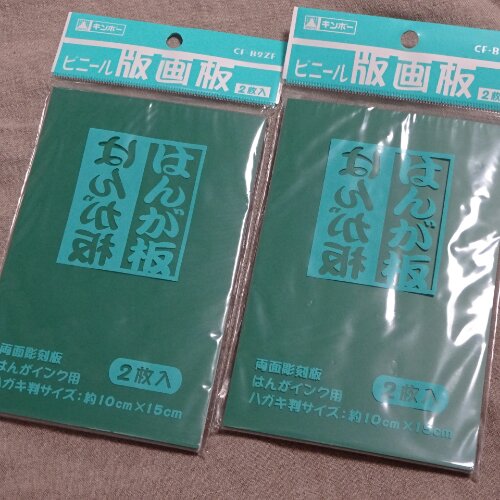 キンボー
CF-B9ZF
ビニール 版画板
2枚入
はんが板
はんが板
両面彫刻板
はんがインク用
ハガキ判サイズ:約10cm×15cm
2枚入
キンボー
CF-B
ビニール 版画板
2枚
はんが板
はんが板
両面彫刻板
はんがインク用
ハガキ判サイズ:約10cm×15cm
2枚入